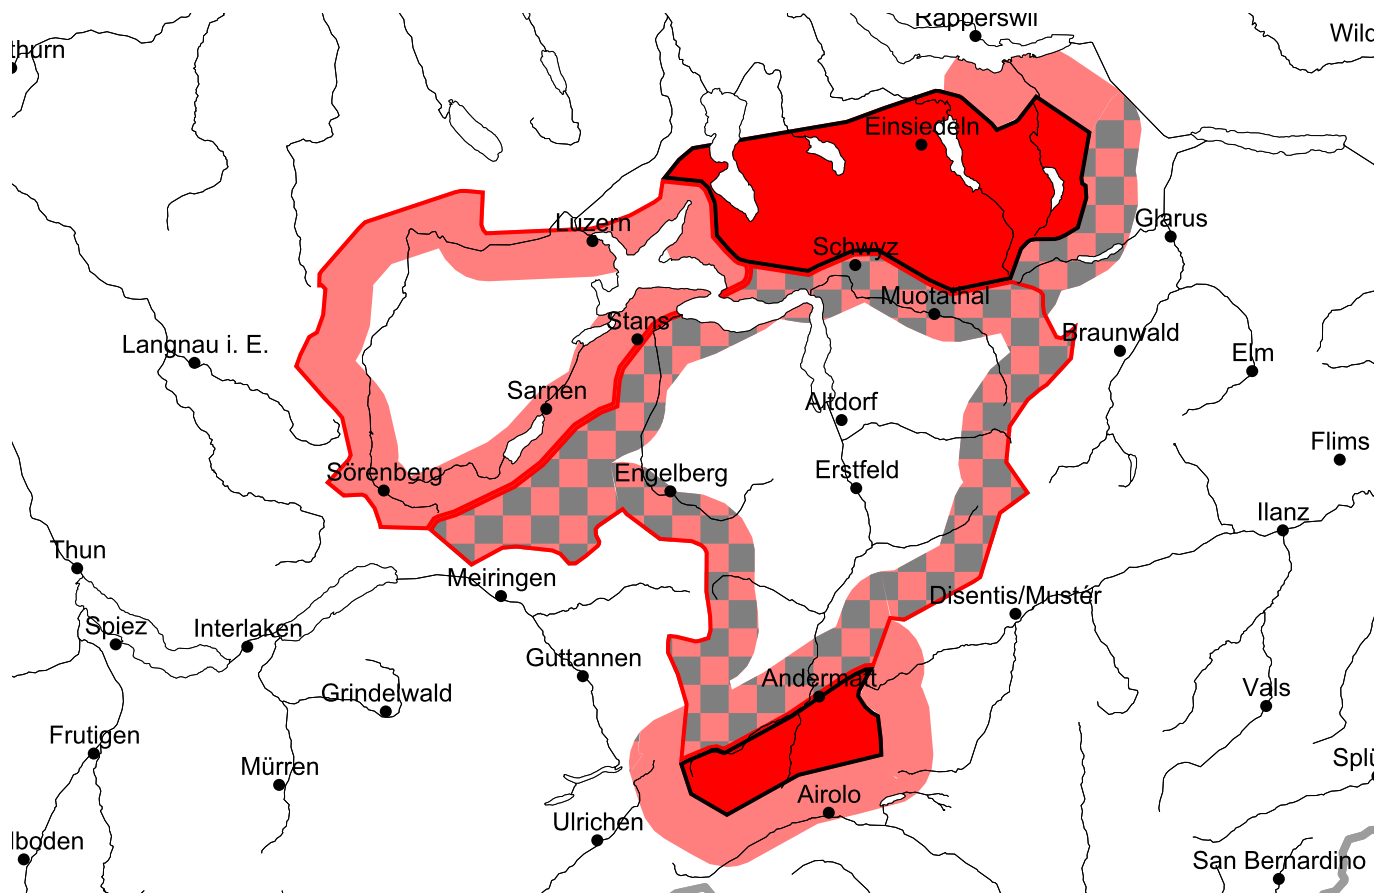 Rapperswil
Wild
thurn
Einsiedeln
Glarus
Luzern
Schwyz
Muotathal
Stans
Braunwald
Langnau i. E.
Elm
Sarnen
Altdorf
Flims
Sörenberg
Engelberg
Erstfeld
Ilanz
Thun
Meiringen
Disentis/Mustér
Spiez
Interlaken
Guttannen
Andermatt
Vals
Grindelwald
Frutigen
Mürren
Splü
Airolo
Ulrichen
lboden
San Bernardino